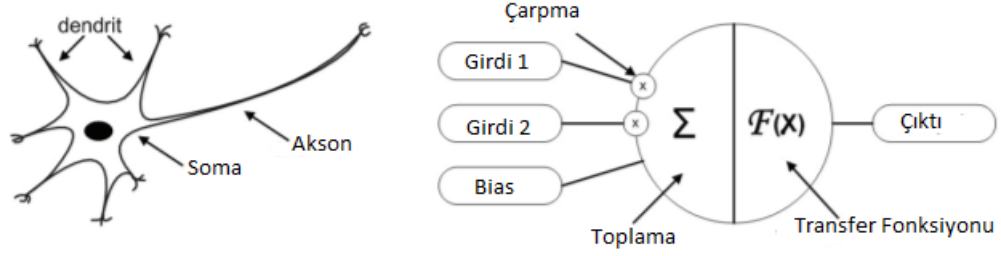 dendrit
Akson
Soma
Çarpma
Girdi 1
Girdi 2
Bias
x
x
Σ
F(X)
Çıktı
Toplama
Transfer Fonksiyonu